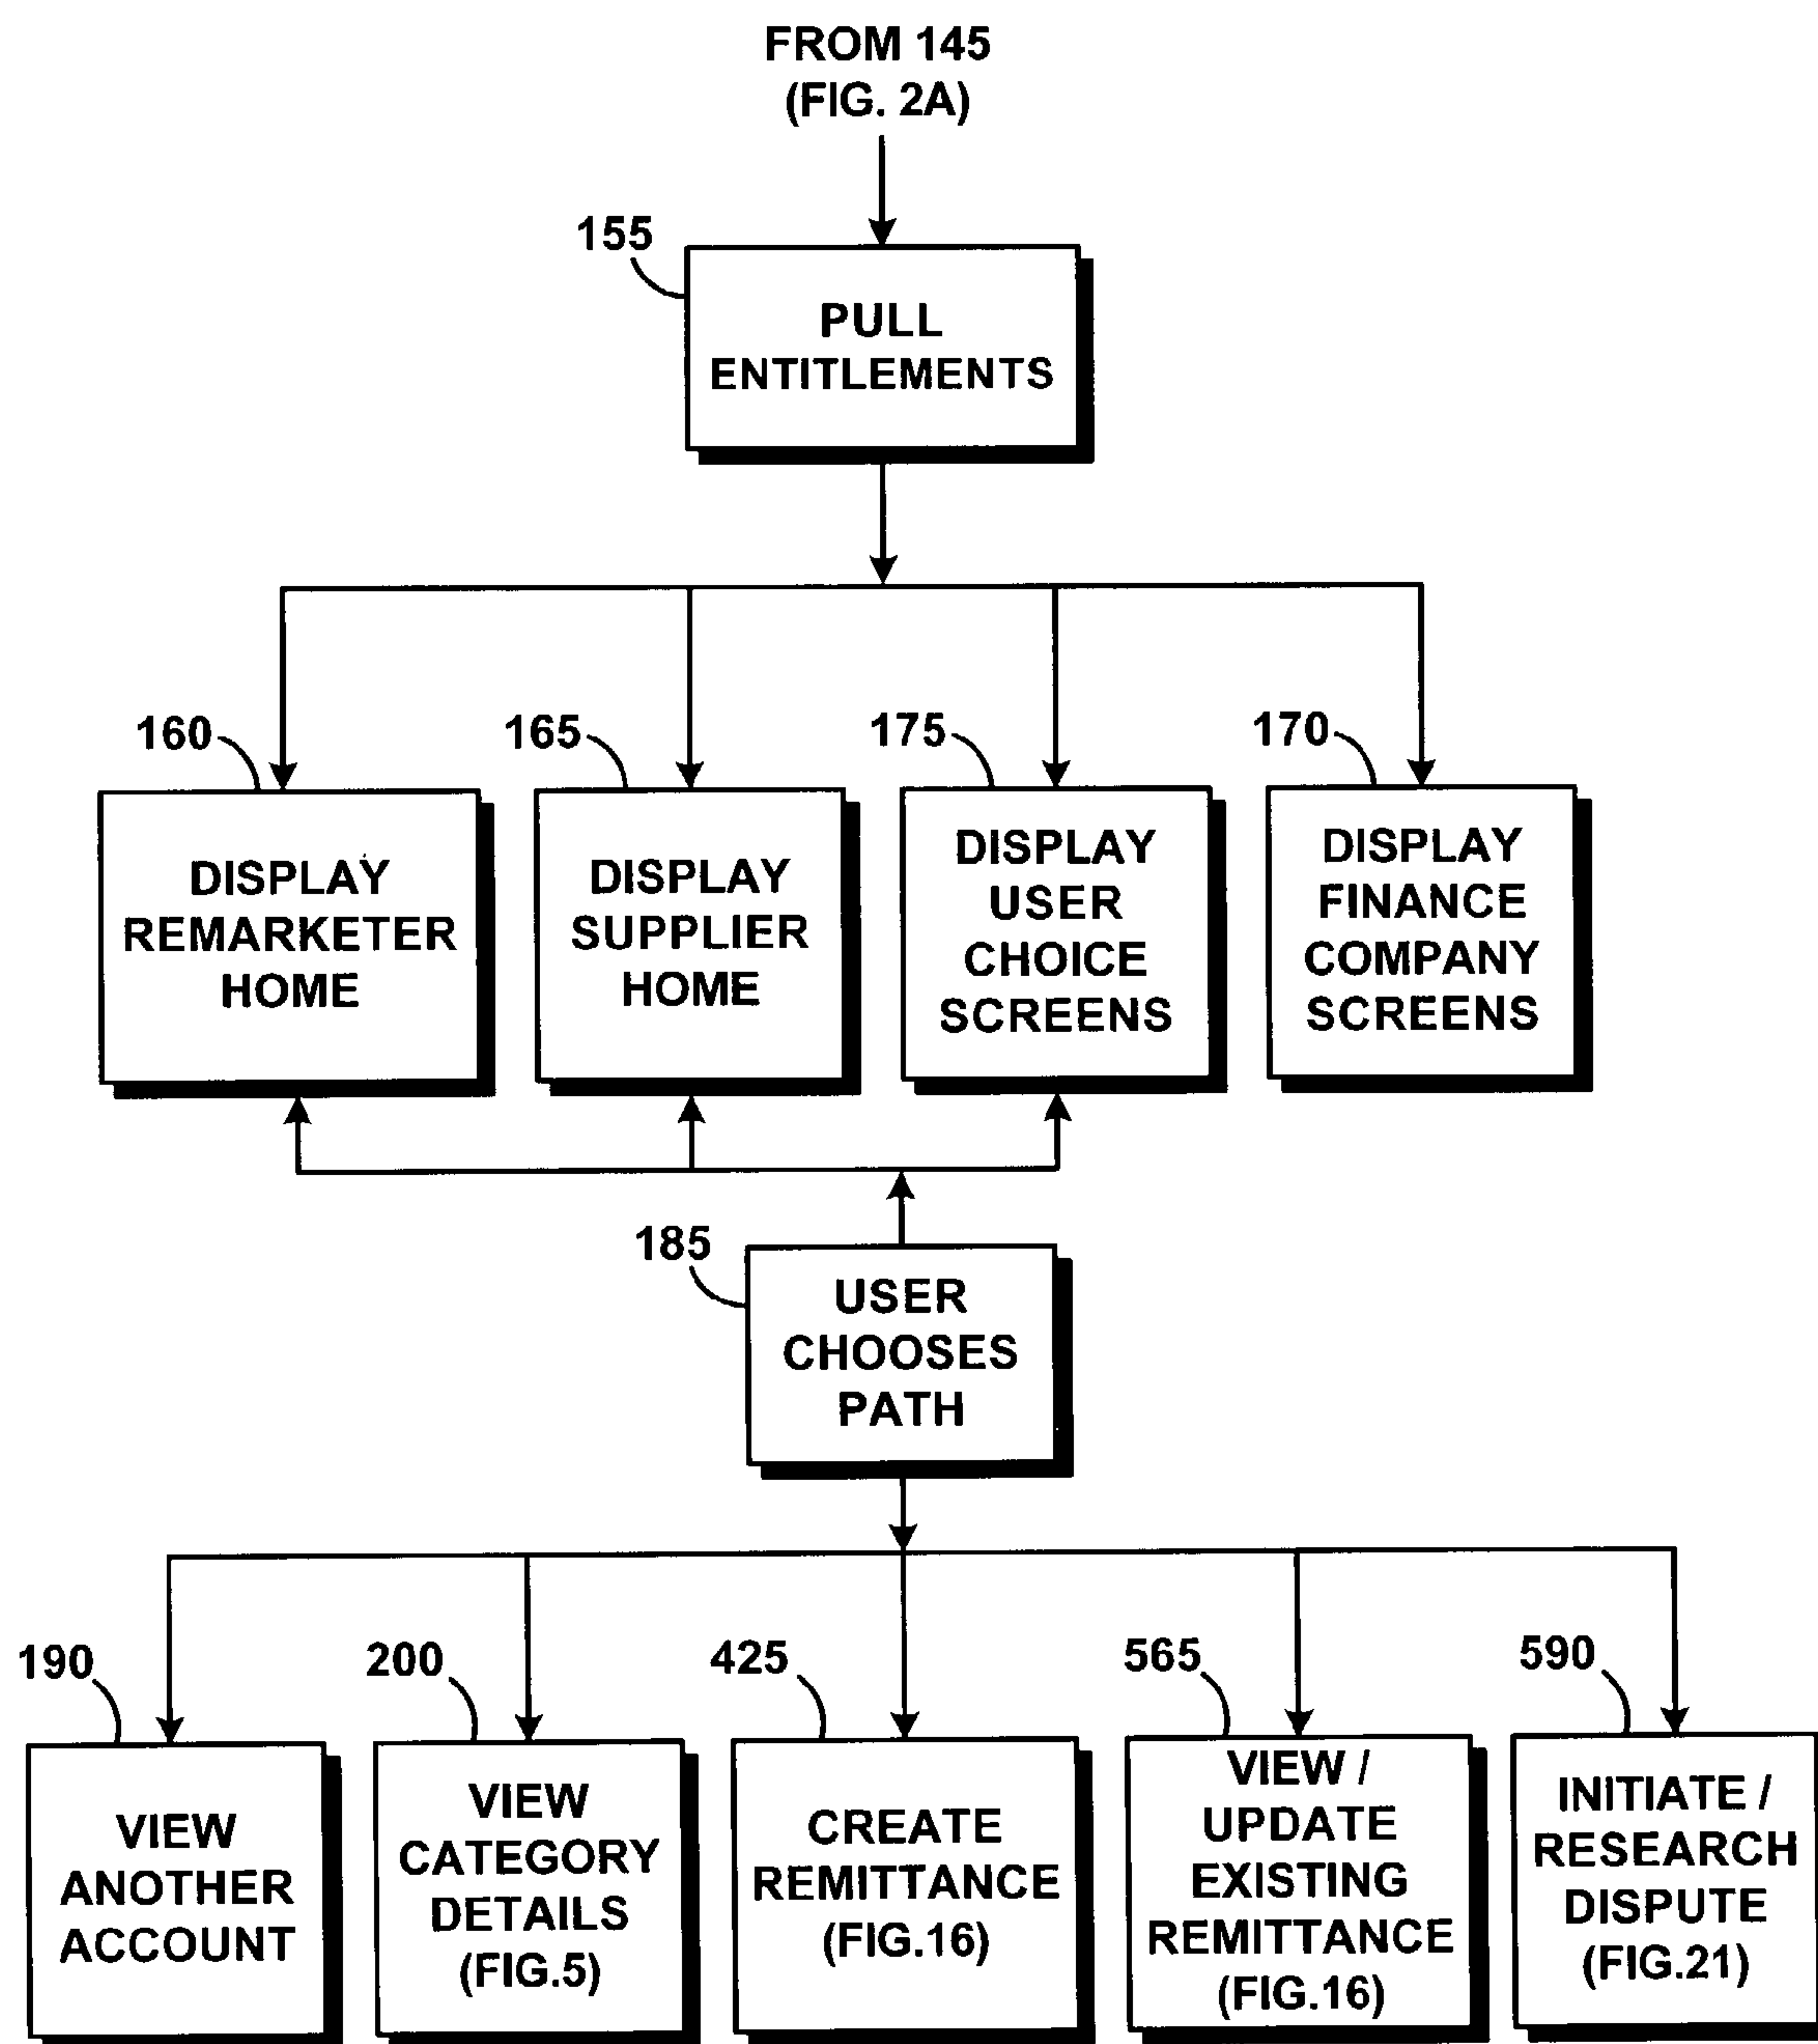 FROM 145
(FIG. 2A)
155
PULL
ENTITLEMENTS
160
165
175
170
DISPLAY
REMARKETER
HOME
DISPLAY
SUPPLIER
HOME
DISPLAY
USER
CHOICE
SCREENS
DISPLAY
FINANCE
COMPANY
SCREENS
185
USER
CHOOSES
PATH
190
200
425
565
590
VIEW
ANOTHER
ACCOUNT
VIEW
CATEGORY
DETAILS
(FIG.5)
CREATE
REMITTANCE
(FIG.16)
VIEW /
UPDATE
EXISTING
REMITTANCE
(FIG.16)
INITIATE /
RESEARCH
DISPUTE
(FIG.21)